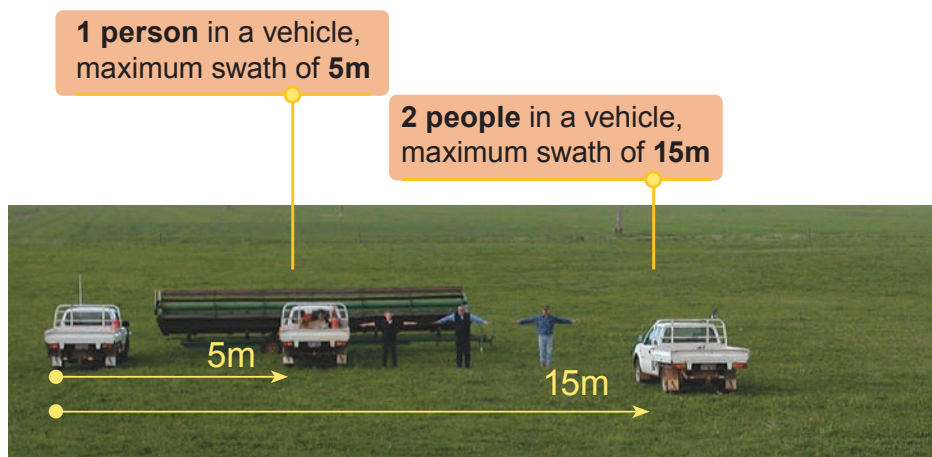 1 person in a vehicle,
maximum swath of 5m
2 people in a vehicle,
maximum swath of 15m
5m
15m